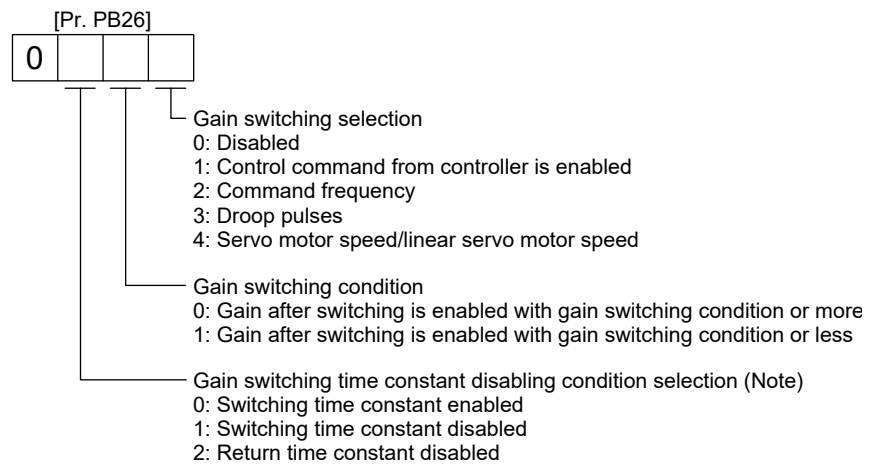 [Pr. PB26]
0
Gain switching selection
0: Disabled
1: Control command from controller is enabled
2: Command frequency
3: Droop pulses
4: Servo motor speed/linear servo motor speed
Gain switching condition
0: Gain after switching is enabled with gain switching condition or more
1: Gain after switching is enabled with gain switching condition or less
Gain switching time constant disabling condition selection (Note)
0: Switching time constant enabled
1: Switching time constant disabled
2: Return time constant disabled